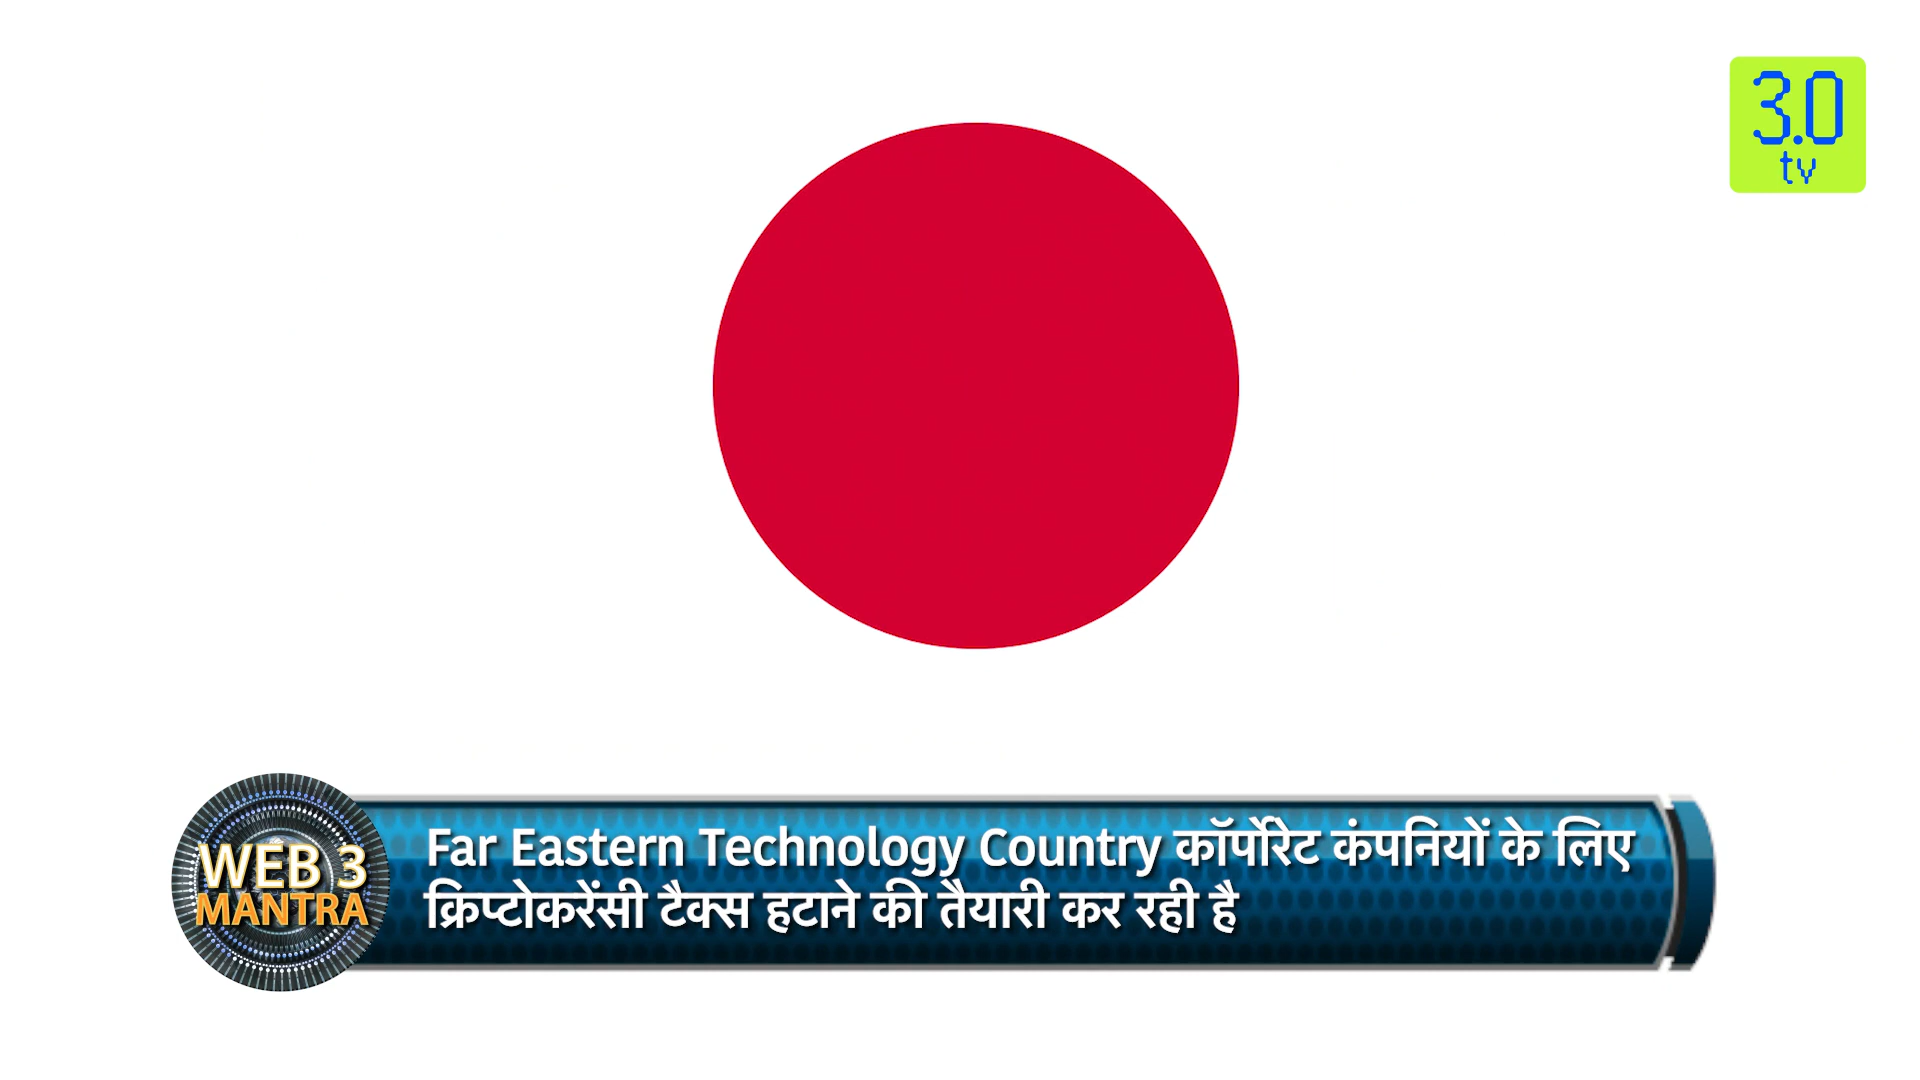 3.0
tv
WEB 3
MANTRA
Far Eastern Technology Country कॉर्पोरेट कंपनियों के लिए
क्रिप्टोकरेंसी टैक्स हटाने की तैयारी कर रही है